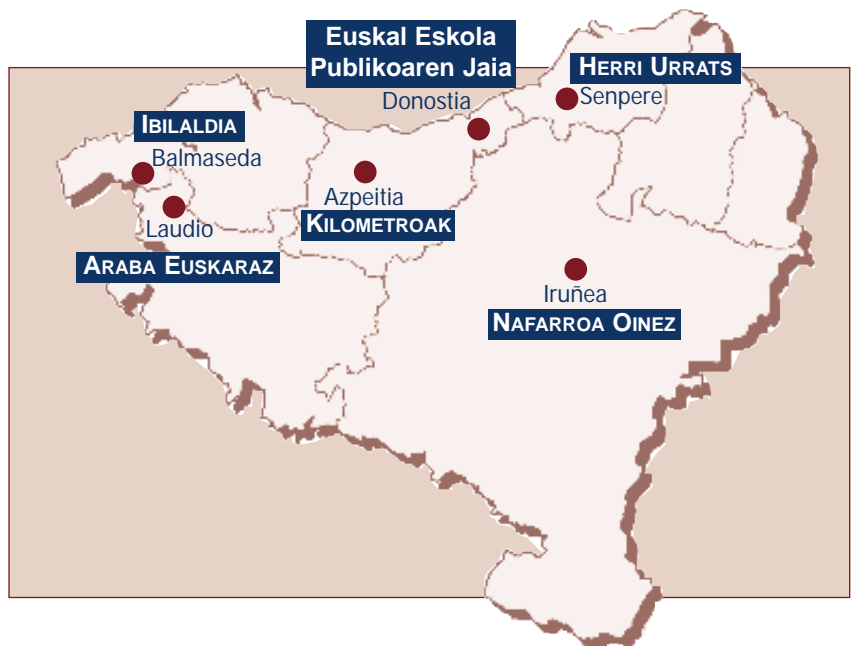 Euskal Eskola
Publikoaren Jaia
Donostia
HERRI URRATS
Senpere
IBILALDIA
Balmaseda
Laudio
ARABA EUSKARAZ
Azpeitia
KILOMETROAK
Iruñea
NAFARROA OINEZ